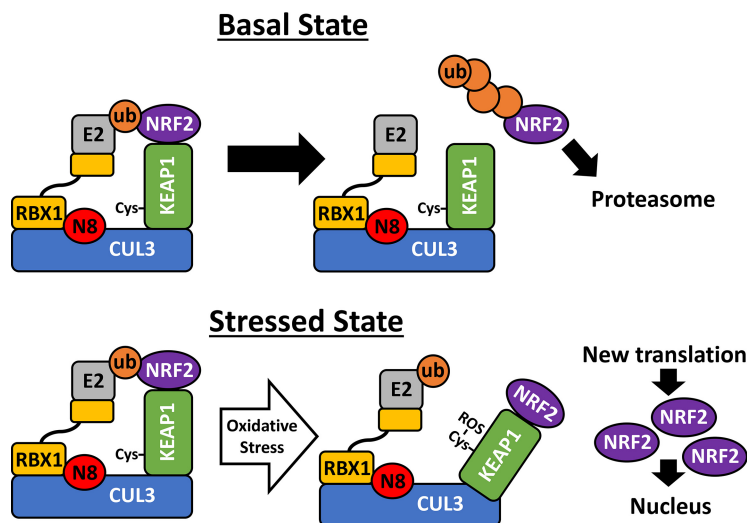 Basal State
ub
NRF2
E2
KEAP1
Cys
RBX1
N8
CUL3
ub
NRF2
E2
KEAP1
Cys
RBX1
N8
CUL3
Proteasome
Stressed State
ub
NRF2
E2
KEAP1
Cys
RBX1
N8
CUL3
Oxidative
Stress
ub
E2
NRF2
ROS
Cys
KEAP1
RBX1
N8
CUL3
New translation
NRF2
NRF2
NRF2
Nucleus